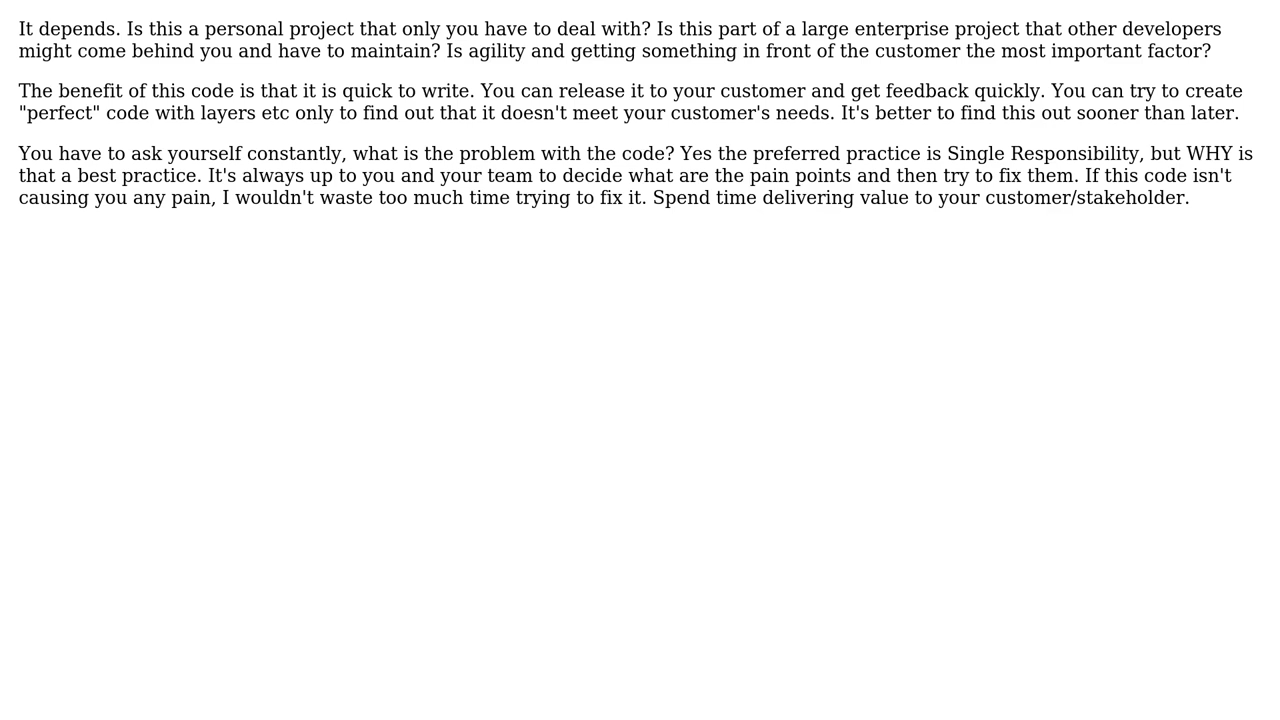 It depends. Is this a personal project that only you have to deal with? Is this part of a large enterprise project that other developers
might come behind you and have to maintain? Is agility and getting something in front of the customer the most important factor?
The benefit of this code is that it is quick to write. You can release it to your customer and get feedback quickly. You can try to create
"perfect" code with layers etc only to find out that it doesn't meet your customer's needs. It's better to find this out sooner than later.
You have to ask yourself constantly, what is the problem with the code? Yes the preferred practice is Single Responsibility, but WHY is
that a best practice. It's always up to you and your team to decide what are the pain points and then try to fix them. If this code isn't
causing you any pain, I wouldn't waste too much time trying to fix it. Spend time delivering value to your customer/stakeholder.